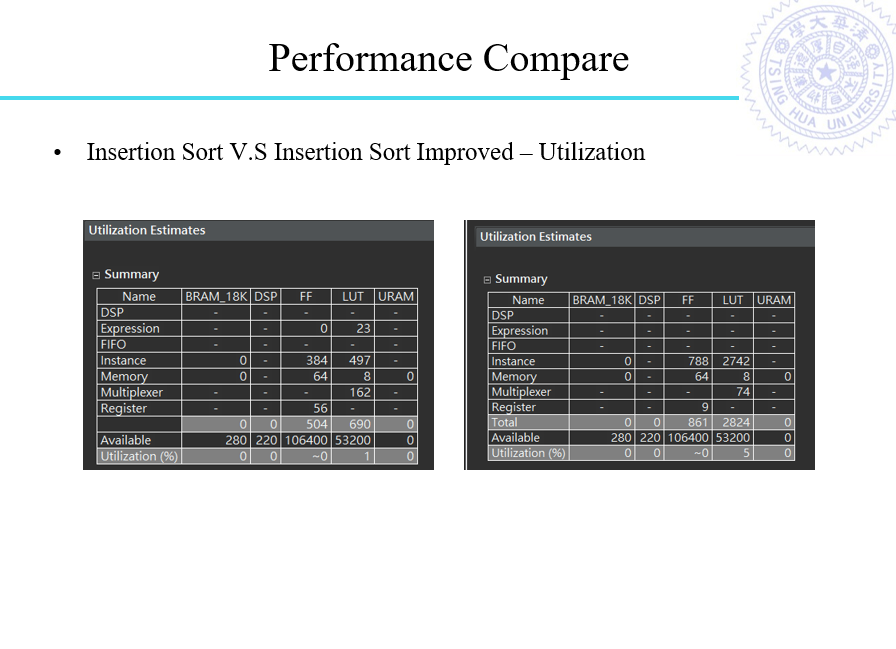 Performance Compare
• Insertion Sort V.S Insertion Sort Improved – Utilization
Utilization Estimates
Summary
Name BRAM_18K DSP FF LUT URAM
DSP - - - - -
Expression - - 0 23 -
FIFO - - - - -
Instance 0 - 384 497 -
Memory 0 - 64 8 0
Multiplexer - - - 162 -
Register - - 56 - -
0 0 504 690 0
Available 280 220 106400 53200 0
Utilization (%) 0 0 ~0 1 0
Utilization Estimates
Summary
Name BRAM_18K DSP FF LUT URAM
DSP - - - - -
Expression - - - - -
FIFO - - - - -
Instance 0 - 788 2742 -
Memory 0 - 64 8 0
Multiplexer - - - 74 -
Register - - 9 - -
Total 0 0 861 2824 0
Available 280 220 106400 53200 0
Utilization (%) 0 0 ~0 5 0
TSING HUA UNIVERSITY